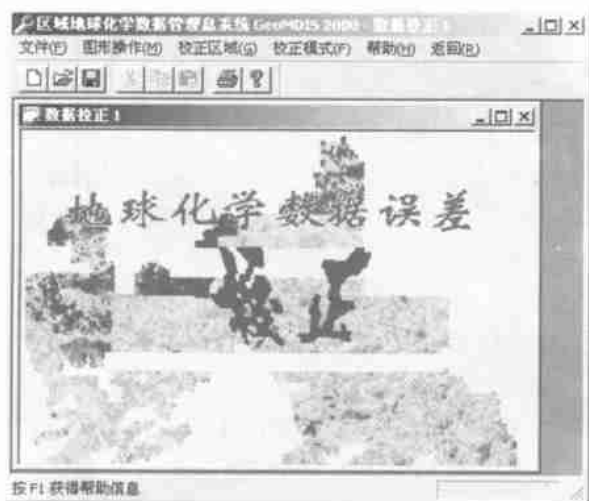 区域地球化学数据管理息系统 GeoMDIS 2000 - 数据校正 1
文件(F) 图形操作(M) 校正区域(G) 校正模式(F) 帮助(H) 返回(R)
数据校正 1
地球化学数据误差
校正
按 F1 获得帮助信息